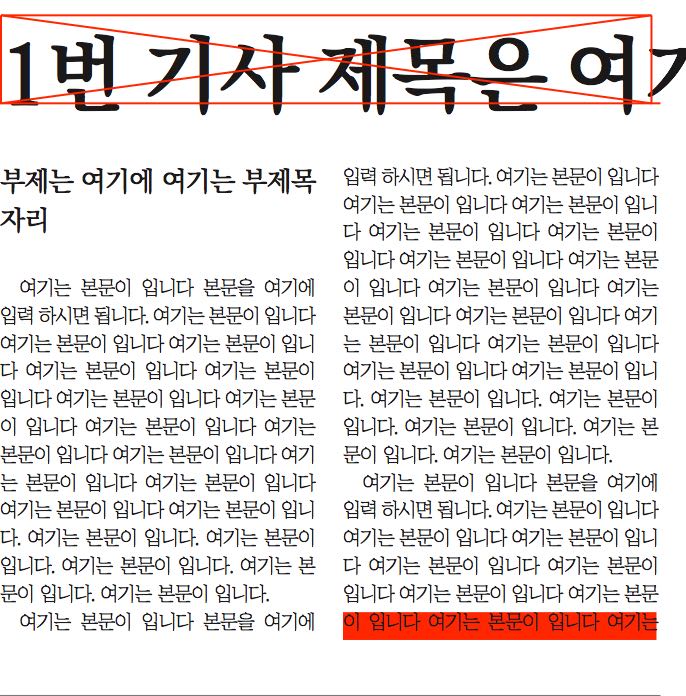 1번 기사 제목은 여기
부제는 여기에 여기는 부제목
자리
여기는 본문이 입니다 본문을 여기에
입력 하시면 됩니다. 여기는 본문이 입니다
여기는 본문이 입니다 여기는 본문이 입니
다 여기는 본문이 입니다 여기는 본문이
입니다 여기는 본문이 입니다 여기는 본문
이 입니다 여기는 본문이 입니다 여기는
본문이 입니다 여기는 본문이 입니다 여기
는 본문이 입니다 여기는 본문이 입니다
여기는 본문이 입니다 여기는 본문이 입니
다. 여기는 본문이 입니다. 여기는 본문이
입니다. 여기는 본문이 입니다. 여기는 본
문이 입니다. 여기는 본문이 입니다.
여기는 본문이 입니다 본문을 여기에
입력 하시면 됩니다. 여기는 본문이 입니다
여기는 본문이 입니다 여기는 본문이 입니
다 여기는 본문이 입니다 여기는 본문이
입니다 여기는 본문이 입니다 여기는 본문
이 입니다 여기는 본문이 입니다 여기는
본문이 입니다 여기는 본문이 입니다 여기
는 본문이 입니다 여기는 본문이 입니다
여기는 본문이 입니다 여기는 본문이 입니
다. 여기는 본문이 입니다. 여기는 본문이
입니다. 여기는 본문이 입니다. 여기는 본
문이 입니다. 여기는 본문이 입니다.
여기는 본문이 입니다 본문을 여기에
입력 하시면 됩니다. 여기는 본문이 입니다
여기는 본문이 입니다 여기는 본문이 입니
다 여기는 본문이 입니다 여기는 본문이
입니다 여기는 본문이 입니다 여기는 본문
이 입니다 여기는 본문이 입니다 여기는